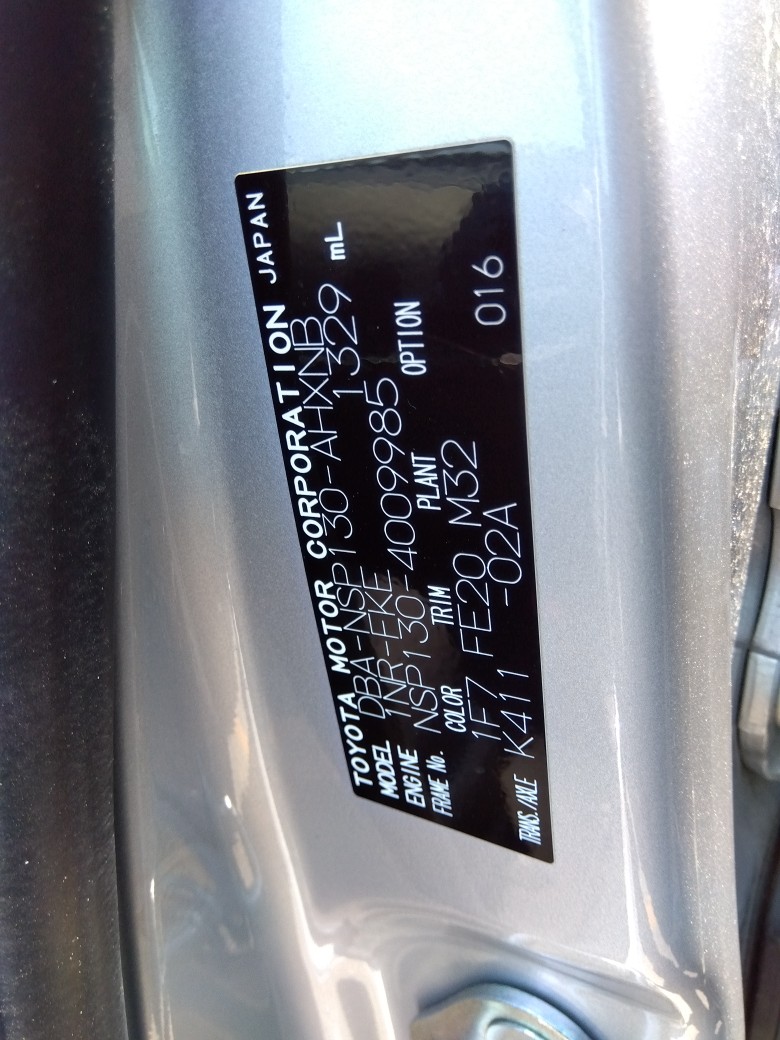 TOYOTA MOTOR CORPORATION JAPAN
MODEL DBA-NSP130-AHXNB
ENGINE 1NR-FKE 1329 mL
FRAME No. NSP130-4009985
COLOR TRIM PLANT OPTION
1F7 FE20 M32 016
TRANS./AXLE K411 -02A